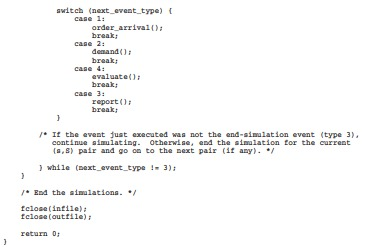 switch (next_event_type) {
case 1:
order_arrival();
break;
case 2:
demand();
break;
case 4:
evaluate();
break;
case 3:
report();
break;
}
/* If the event just executed was not the end-simulation event (type 3),
continue simulating. Otherwise, end the simulation for the current
(s,S) pair and go on to the next pair (if any). */
} while (next_event_type != 3);
}
/* End the simulations. */
fclose(infile);
fclose(outfile);
return 0;
}